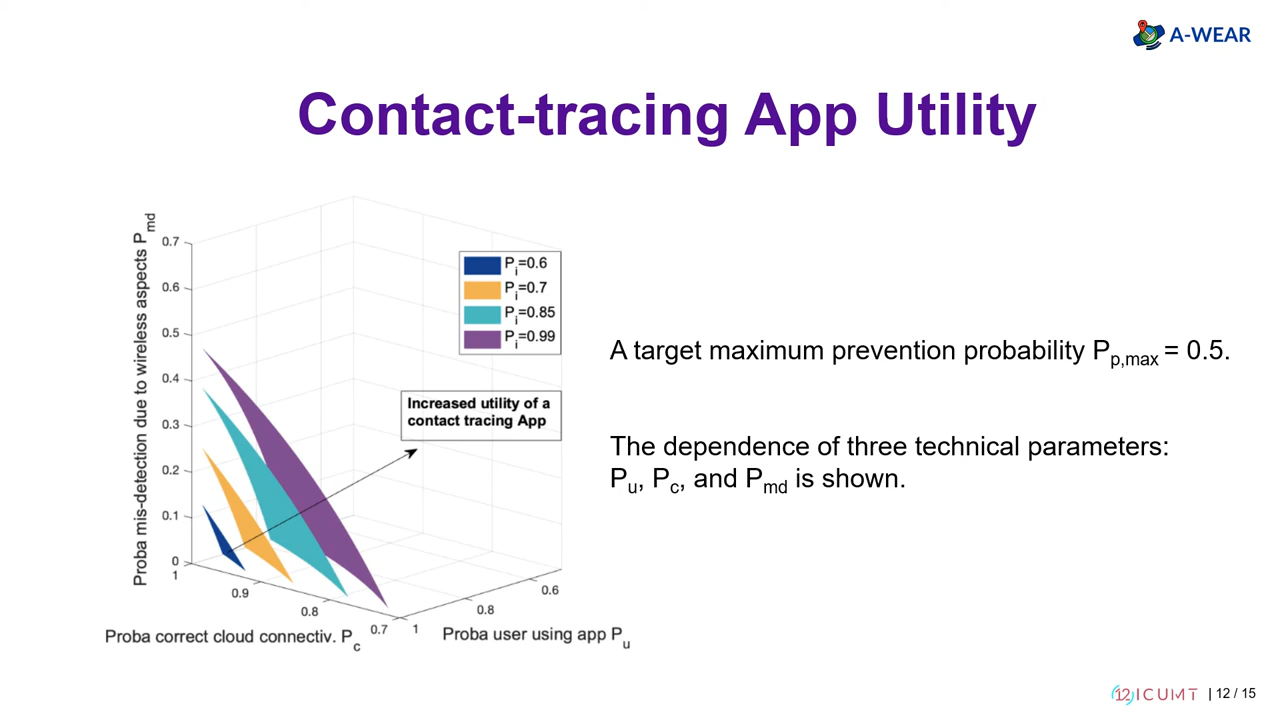 A-WEAR
Contact-tracing App Utility
Proba mis-detection due to wireless aspects Pmd
0.7
0.6
0.5
0.4
0.3
0.2
0.1
0
1
0.9
0.8
0.7
1
0.8
0.6
Pi=0.6
Pi=0.7
Pi=0.85
Pi=0.99
Increased utility of a
contact tracing App
Proba correct cloud connectiv. Pc
Proba user using app Pu
A target maximum prevention probability Pp,max = 0.5.
The dependence of three technical parameters:
Pu, Pc, and Pmd is shown.
12 ICUMT | 12 / 15